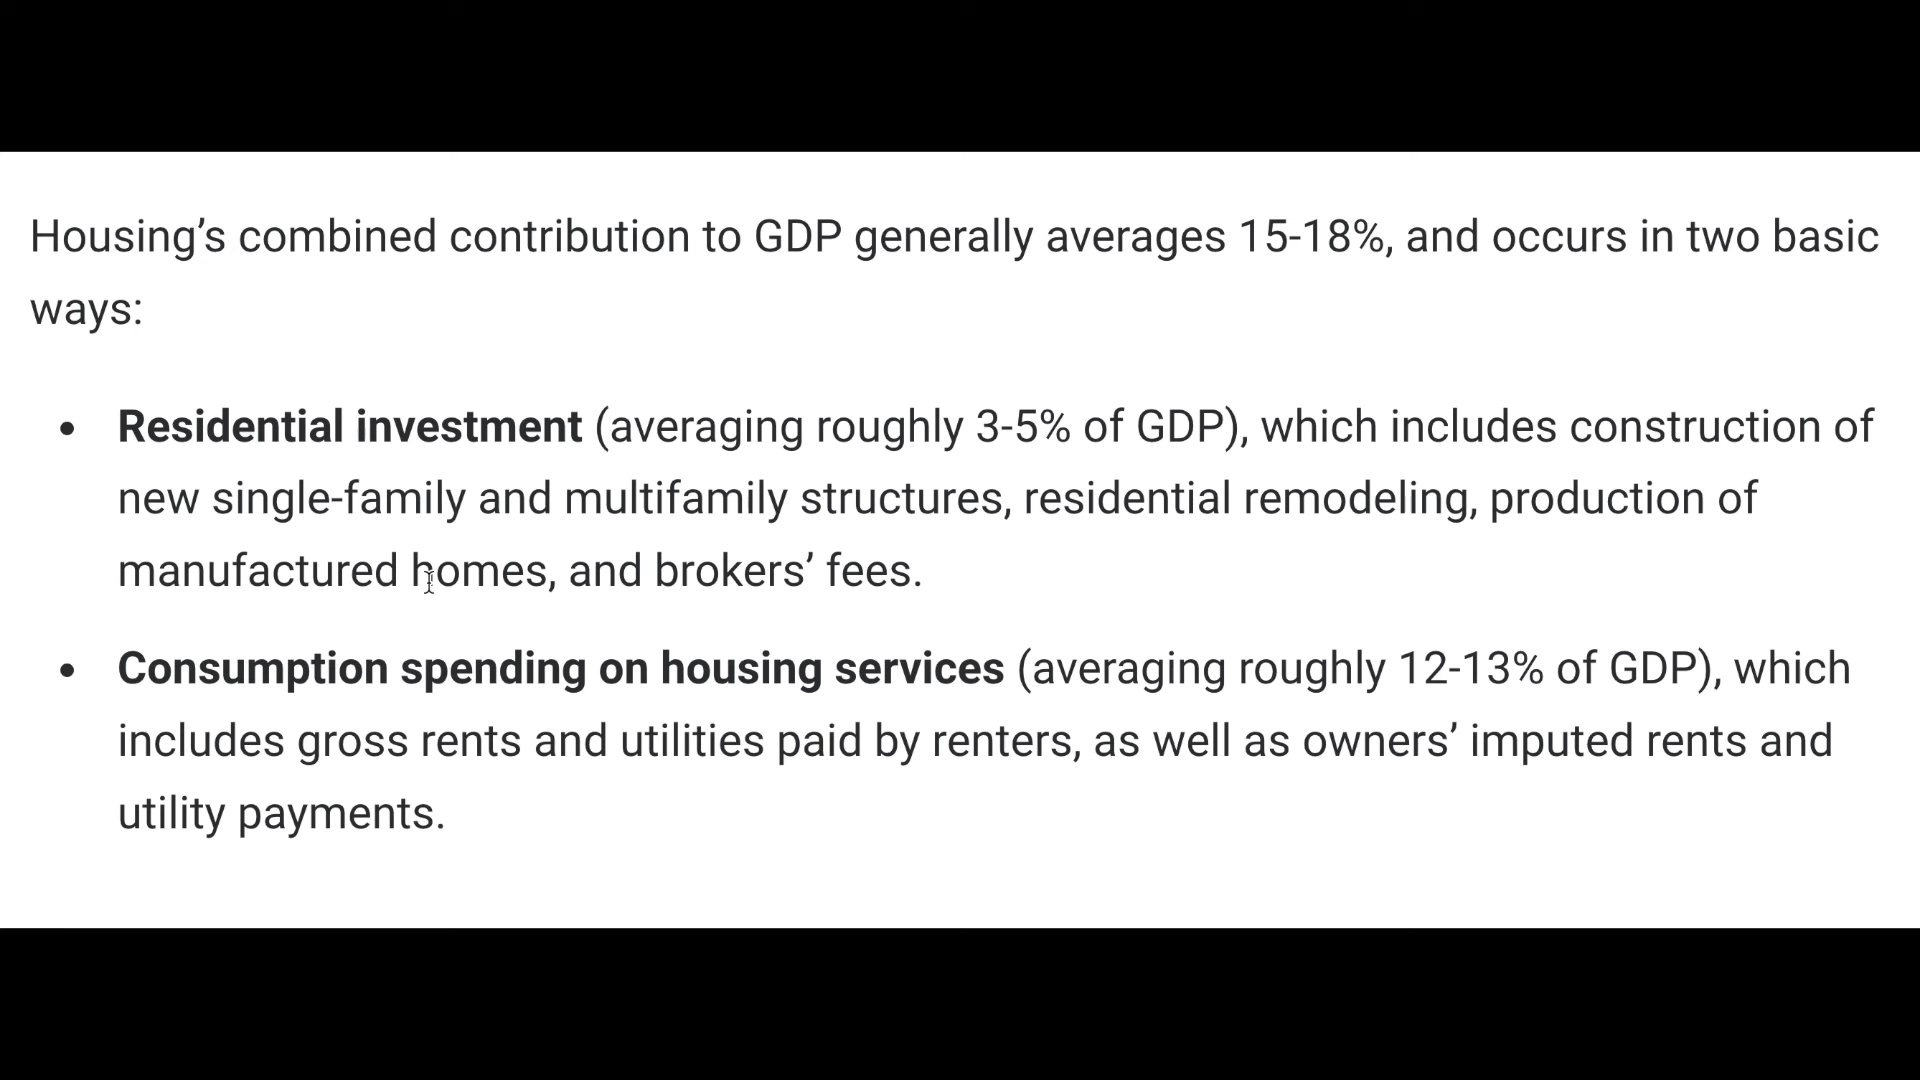 Housing’s combined contribution to GDP generally averages 15-18%, and occurs in two basic
ways:
• Residential investment (averaging roughly 3-5% of GDP), which includes construction of
new single-family and multifamily structures, residential remodeling, production of
manufactured homes, and brokers’ fees.
• Consumption spending on housing services (averaging roughly 12-13% of GDP), which
includes gross rents and utilities paid by renters, as well as owners’ imputed rents and
utility payments.